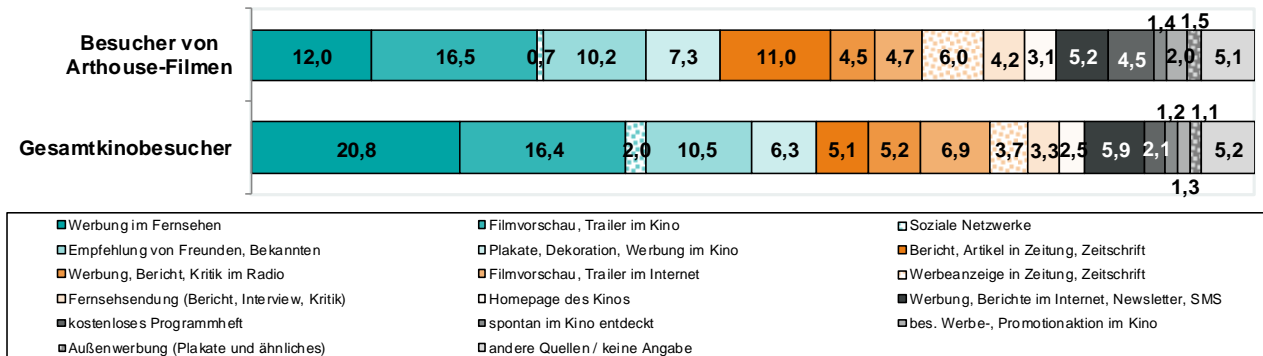 1,4 1,5
Besucher von
Arthouse-Filmen
12,0 16,5 0,7 10,2 7,3 11,0 4,5 4,7 6,0 4,2 3,1 5,2 4,5 2,0 5,1
1,2 1,1
Gesamtkinobesucher
20,8 16,4 2,0 10,5 6,3 5,1 5,2 6,9 3,7 3,3 2,5 5,9 2,1 5,2
1,3
Werbung im Fernsehen Filmvorschau, Trailer im Kino Soziale Netzwerke
Empfehlung von Freunden, Bekannten Plakate, Dekoration, Werbung im Kino Bericht, Artikel in Zeitung, Zeitschrift
Werbung, Bericht, Kritik im Radio Filmvorschau, Trailer im Internet Werbeanzeige in Zeitung, Zeitschrift
Fernsehsendung (Bericht, Interview, Kritik) Homepage des Kinos Werbung, Berichte im Internet, Newsletter, SMS
kostenloses Programmheft spontan im Kino entdeckt bes. Werbe-, Promotionaktion im Kino
Außenwerbung (Plakate und ähnliches) andere Quellen / keine Angabe